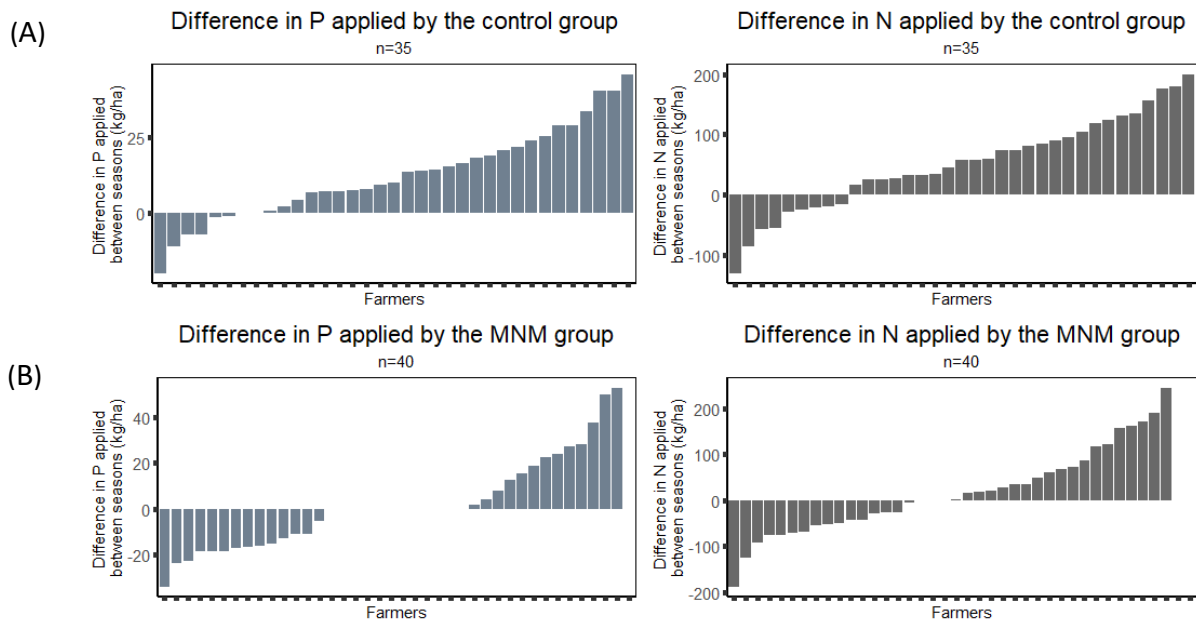 (A)
Difference in P applied by the control group
n=35
Difference in P applied
between seasons (kg/ha)
25
0
Farmers
Difference in N applied by the control group
n=35
Difference in N applied
between seasons (kg/ha)
200
100
0
-100
Farmers
(B)
Difference in P applied by the MNM group
n=40
Difference in P applied
between seasons (kg/ha)
40
20
0
-20
Farmers
Difference in N applied by the MNM group
n=40
Difference in N applied
between seasons (kg/ha)
200
100
0
-100
-200
Farmers